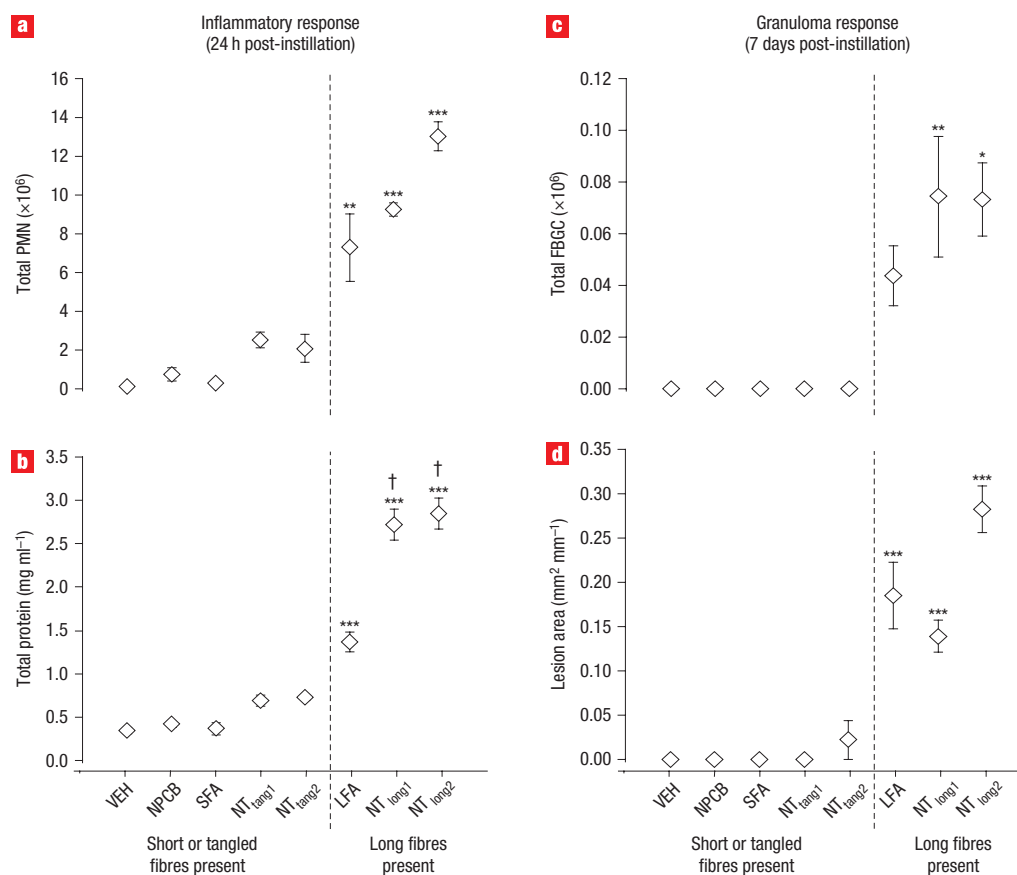 a
Inflammatory response
(24 h post-instillation)
Total PMN (×10⁶)
16
14
12
10
8
6
4
2
0
**
***
***
b
Total protein (mg ml⁻¹)
3.5
3.0
2.5
2.0
1.5
1.0
0.5
0.0
***
†
***
†
***
VEH
NPCB
SFA
NTtang1
NTtang2
LFA
NTlong1
NTlong2
Short or tangled
fibres present
Long fibres
present
c
Granuloma response
(7 days post-instillation)
Total FBGC (×10⁶)
0.12
0.10
0.08
0.06
0.04
0.02
0.00
**
*
d
Lesion area (mm² mm⁻¹)
0.35
0.30
0.25
0.20
0.15
0.10
0.05
0.00
***
***
***
VEH
NPCB
SFA
NTtang1
NTtang2
LFA
NTlong1
NTlong2
Short or tangled
fibres present
Long fibres
present